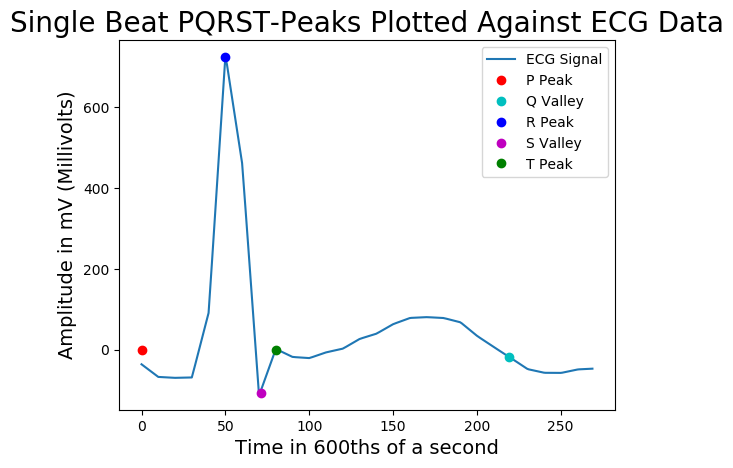 Single Beat PQRST-Peaks Plotted Against ECG Data
Amplitude in mV (Millivolts)
600
400
200
0
ECG Signal
P Peak
Q Valley
R Peak
S Valley
T Peak
0 50 100 150 200 250
Time in 600ths of a second